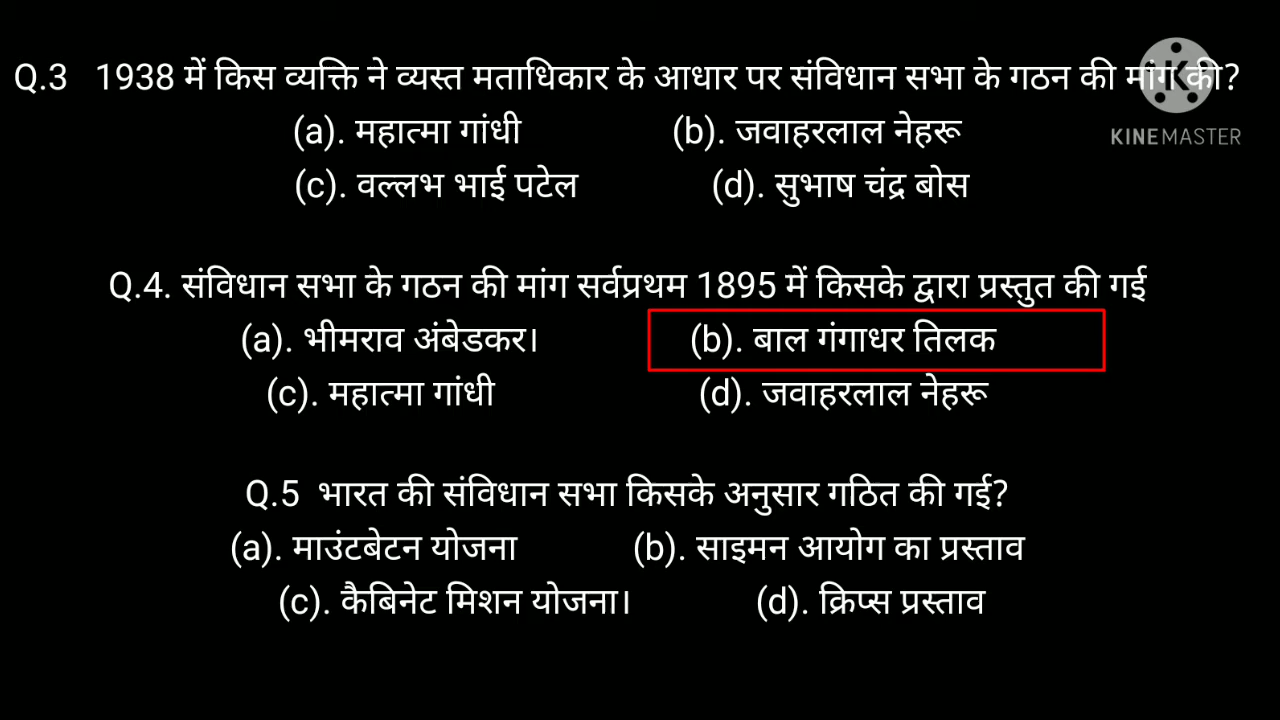 Q.3 1938 में किस व्यक्ति ने व्यस्त मताधिकार के आधार पर संविधान सभा के गठन की मांग की?
(a). महात्मा गांधी (b). जवाहरलाल नेहरू
(c). वल्लभ भाई पटेल (d). सुभाष चंद्र बोस
Q.4. संविधान सभा के गठन की मांग सर्वप्रथम 1895 में किसके द्वारा प्रस्तुत की गई
(a). भीमराव अंबेडकर। (b). बाल गंगाधर तिलक
(c). महात्मा गांधी (d). जवाहरलाल नेहरू
Q.5 भारत की संविधान सभा किसके अनुसार गठित की गई?
(a). माउंटबेटन योजना (b). साइमन आयोग का प्रस्ताव
(c). कैबिनेट मिशन योजना। (d). क्रिप्स प्रस्ताव
K
KINEMASTER